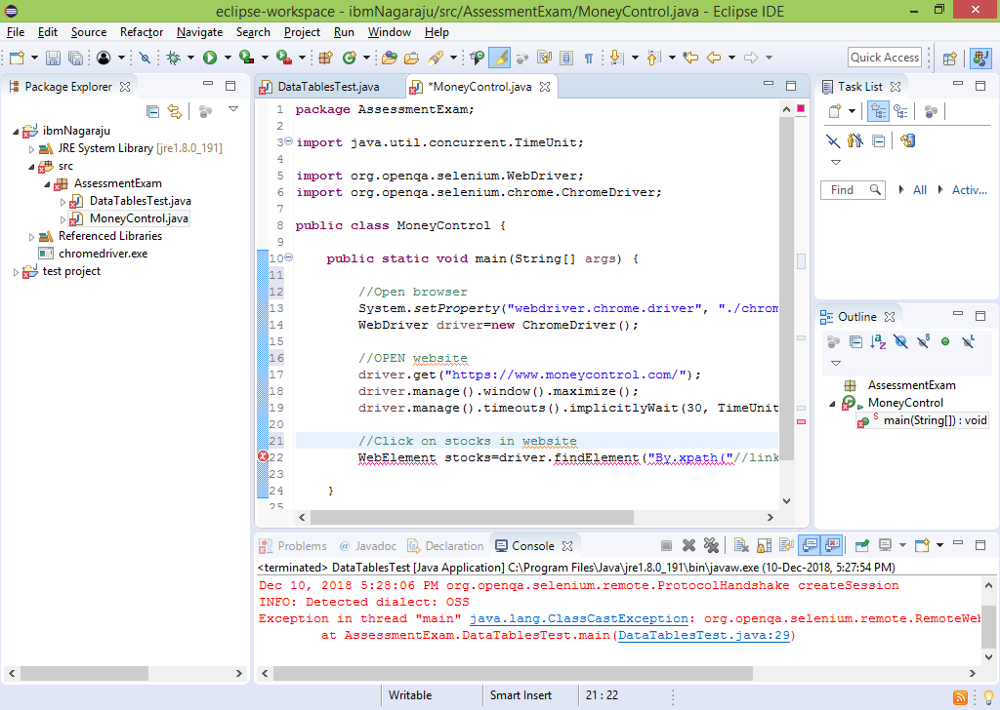 eclipse-workspace - ibmNagaraju/src/AssessmentExam/MoneyControl.java - Eclipse IDE
File Edit Source Refactor Navigate Search Project Run Window Help
Quick Access
Package Explorer
ibmNagaraju
JRE System Library [jre1.8.0_191]
src
AssessmentExam
DataTablesTest.java
MoneyControl.java
Referenced Libraries
chromedriver.exe
test project
DataTablesTest.java *MoneyControl.java
1 package AssessmentExam;
2
3 import java.util.concurrent.TimeUnit;
4
5 import org.openqa.selenium.WebDriver;
6 import org.openqa.selenium.chrome.ChromeDriver;
7
8 public class MoneyControl {
9
10 public static void main(String[] args) {
11
12 //Open browser
13 System.setProperty("webdriver.chrome.driver", "./chrom
14 WebDriver driver=new ChromeDriver();
15
16 //OPEN website
17 driver.get("https://www.moneycontrol.com/");
18 driver.manage().window().maximize();
19 driver.manage().timeouts().implicitlyWait(30, TimeUnit
20
21 //Click on stocks in website
22 WebElement stocks=driver.findElement("By.xpath("//link
23
24 }
25
Task List
Find All Activ...
Outline
AssessmentExam
MoneyControl
main(String[]) : void
Problems @ Javadoc Declaration Console
<terminated> DataTablesTest [Java Application] C:\Program Files\Java\jre1.8.0_191\bin\javaw.exe (10-Dec-2018, 5:27:54 PM)
Dec 10, 2018 5:28:06 PM org.openqa.selenium.remote.ProtocolHandshake createSession
INFO: Detected dialect: OSS
Exception in thread "main" java.lang.ClassCastException: org.openqa.selenium.remote.RemoteWeb
at AssessmentExam.DataTablesTest.main(DataTablesTest.java:29)
Writable Smart Insert 21 : 22